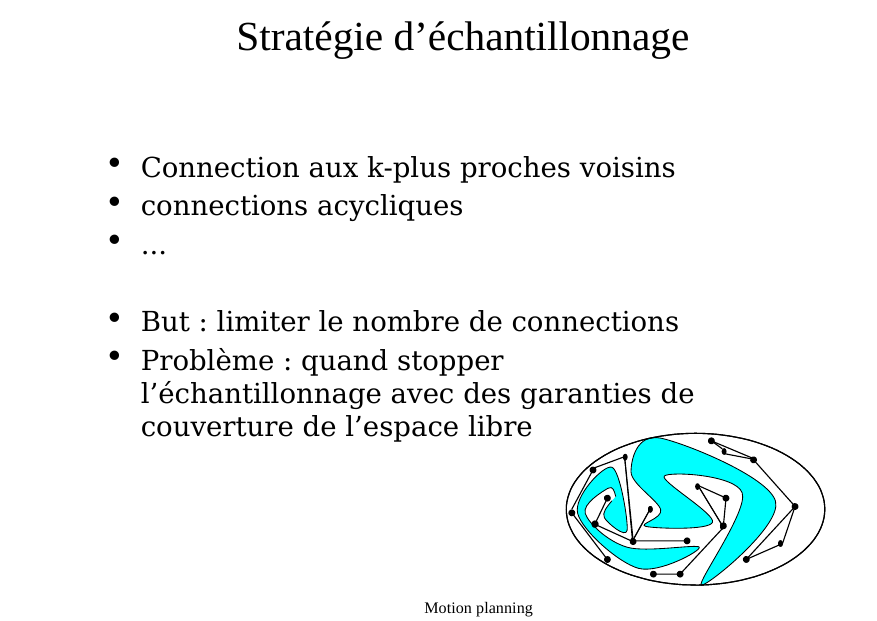 Stratégie d’échantillonnage
• Connection aux k-plus proches voisins
• connections acycliques
• ...
• But : limiter le nombre de connections
• Problème : quand stopper
l’échantillonnage avec des garanties de
couverture de l’espace libre
Motion planning